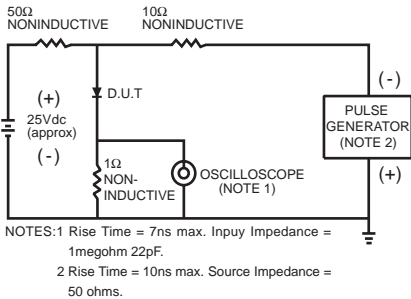 50Ω
NONINDUCTIVE
10Ω
NONINDUCTIVE
(+)
25Vdc
(approx)
(-)
D.U.T
1Ω
NON-
INDUCTIVE
OSCILLOSCOPE
(NOTE 1)
(-)
PULSE
GENERATOR
(NOTE 2)
(+)
NOTES:1 Rise Time = 7ns max. Inpuy Impedance =
1megohm 22pF.
2 Rise Time = 10ns max. Source Impedance =
50 ohms.